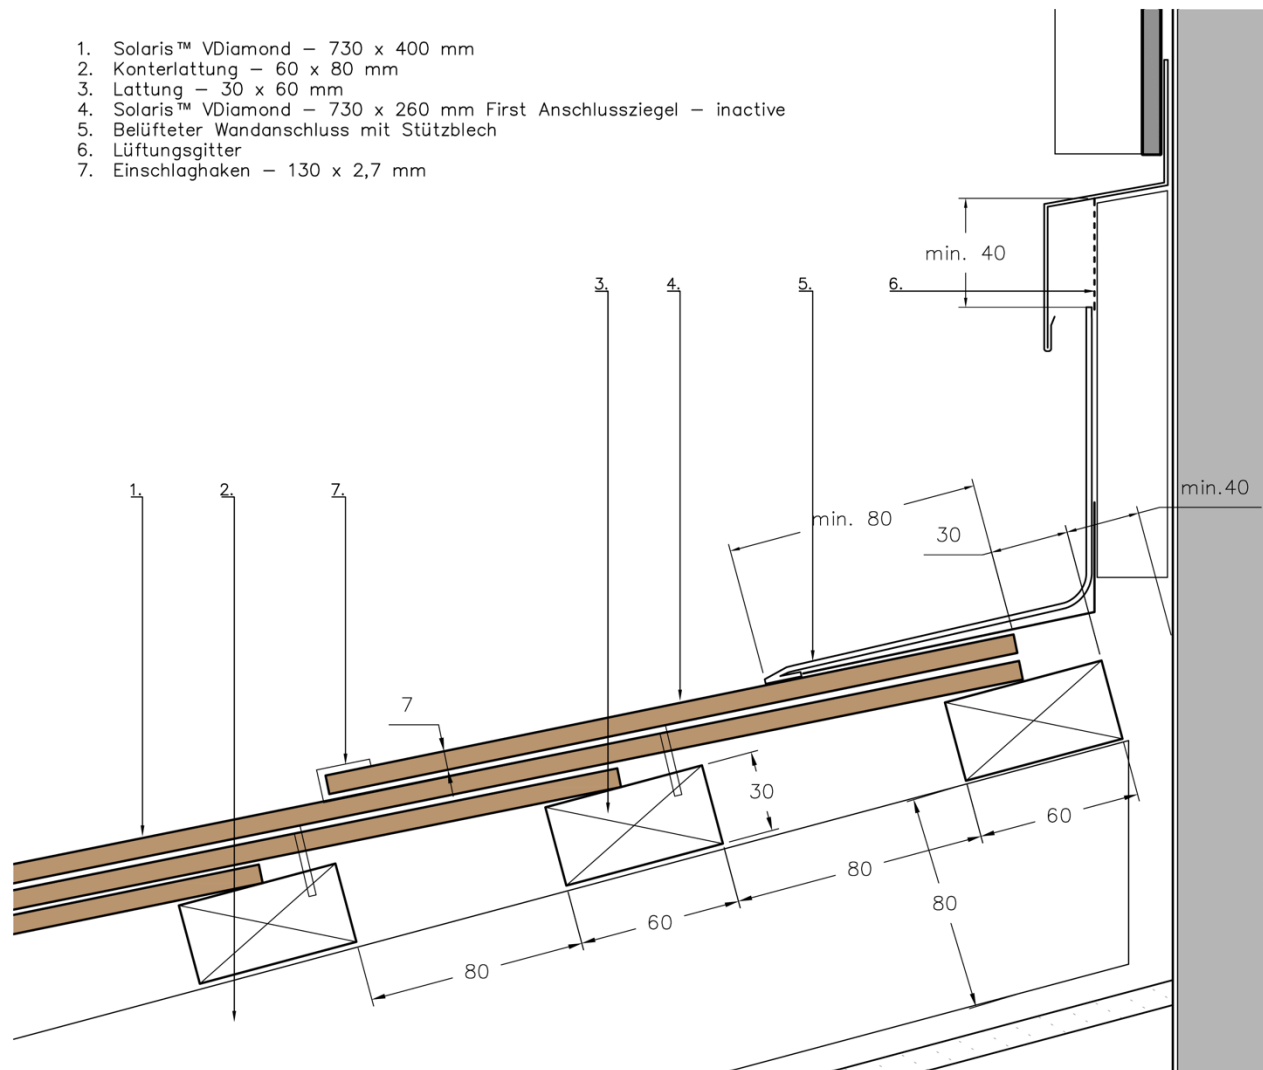 1. Solaris™ VDiamond – 730 x 400 mm
2. Konterlattung – 60 x 80 mm
3. Lattung – 30 x 60 mm
4. Solaris™ VDiamond – 730 x 260 mm First Anschlussziegel – inactive
5. Belüfteter Wandanschluss mit Stützblech
6. Lüftungsgitter
7. Einschlaghaken – 130 x 2,7 mm
min. 40
3.
4.
5.
6.
1.
2.
7.
min.40
min. 80
30
7
30
60
80
80
60
80